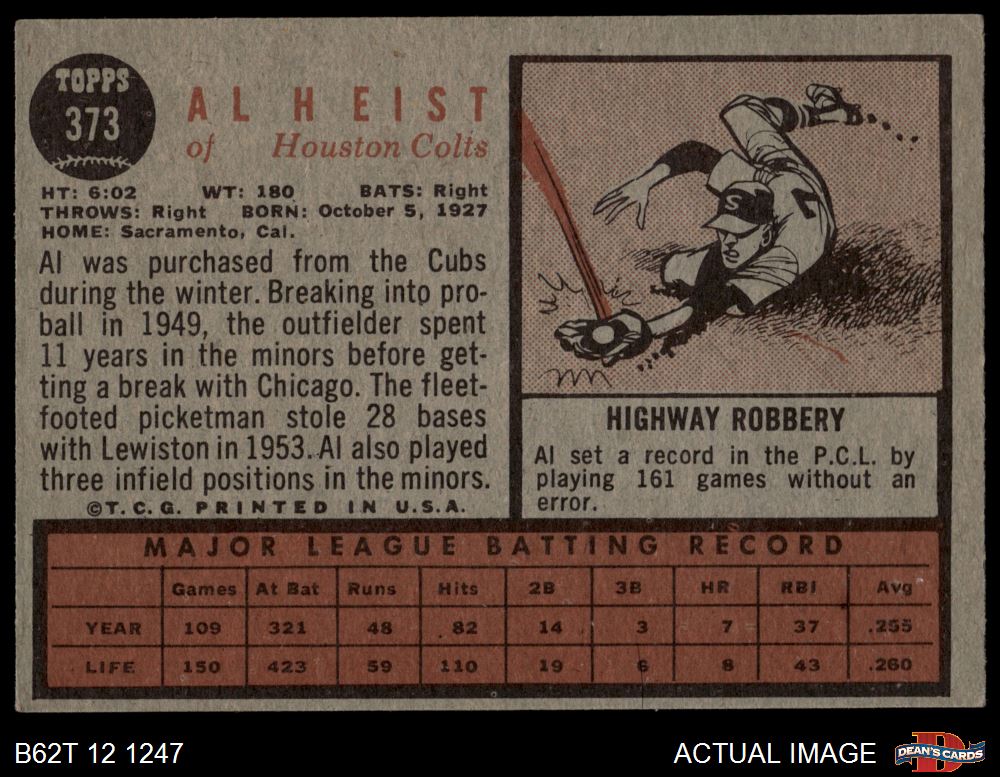 TOPPS
373
AL HEIST
of Houston Colts
HT: 6:02 WT: 180 BATS: Right
THROWS: Right BORN: October 5, 1927
HOME: Sacramento, Cal.
Al was purchased from the Cubs
during the winter. Breaking into pro-
ball in 1949, the outfielder spent
11 years in the minors before get-
ting a break with Chicago. The fleet-
footed picketman stole 28 bases
with Lewiston in 1953. Al also played
three infield positions in the minors.
©T.C.G. PRINTED IN U.S.A.
S
HIGHWAY ROBBERY
Al set a record in the P.C.L. by
playing 161 games without an
error.
MAJOR LEAGUE BATTING RECORD
Games At Bat Runs Hits 2B 3B HR RBI Avg
YEAR 109 321 48 82 14 3 7 37 .255
LIFE 150 423 59 110 19 6 8 43 .260
B62T 12 1247
ACTUAL IMAGE
D
DEAN'S CARDS